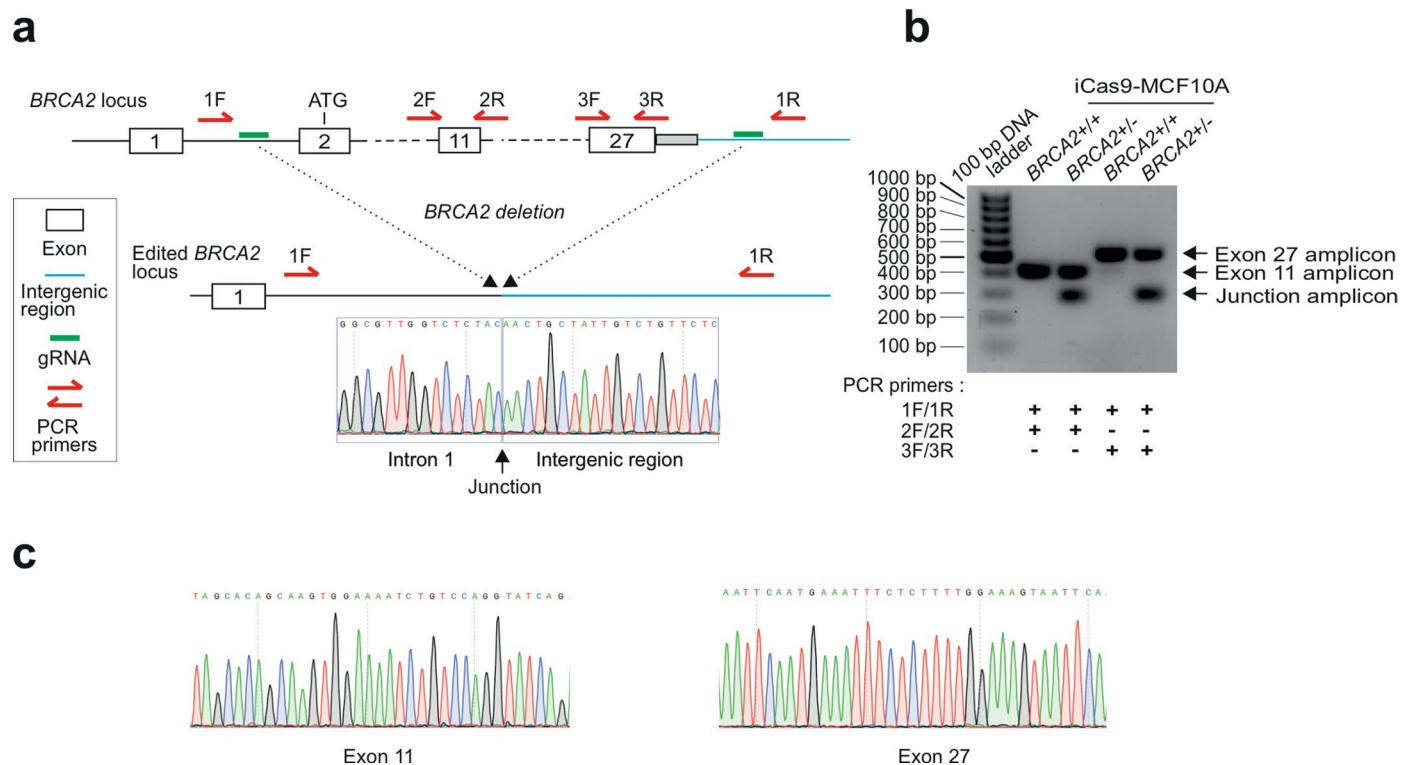 a
BRCA2 locus
1F
ATG
2F
2R
3F
3R
1R
1
2
11
27
BRCA2 deletion
Exon
Intergenic
region
gRNA
PCR
primers
Edited BRCA2
locus
1F
1R
1
G G C G T T G G T C T C T A C A A C T G C T A T T G T C T G T T C T C
Intron 1
Intergenic region
Junction
b
iCas9-MCF10A
100 bp DNA
ladder
BRCA2+/+
BRCA2+/-
BRCA2+/+
BRCA2+/-
1000 bp
900 bp
800 bp
700 bp
600 bp
500 bp
400 bp
300 bp
200 bp
100 bp
Exon 27 amplicon
Exon 11 amplicon
Junction amplicon
PCR primers :
1F/1R + + + +
2F/2R + + - -
3F/3R - - + +
c
T A G C A C A G C A A G T G G A A A A T C T G T C C A G G T A T C A G
Exon 11
A A T T C A A T G A A A T T T C T C T T T T G G A A A G T A A T T C A
Exon 27